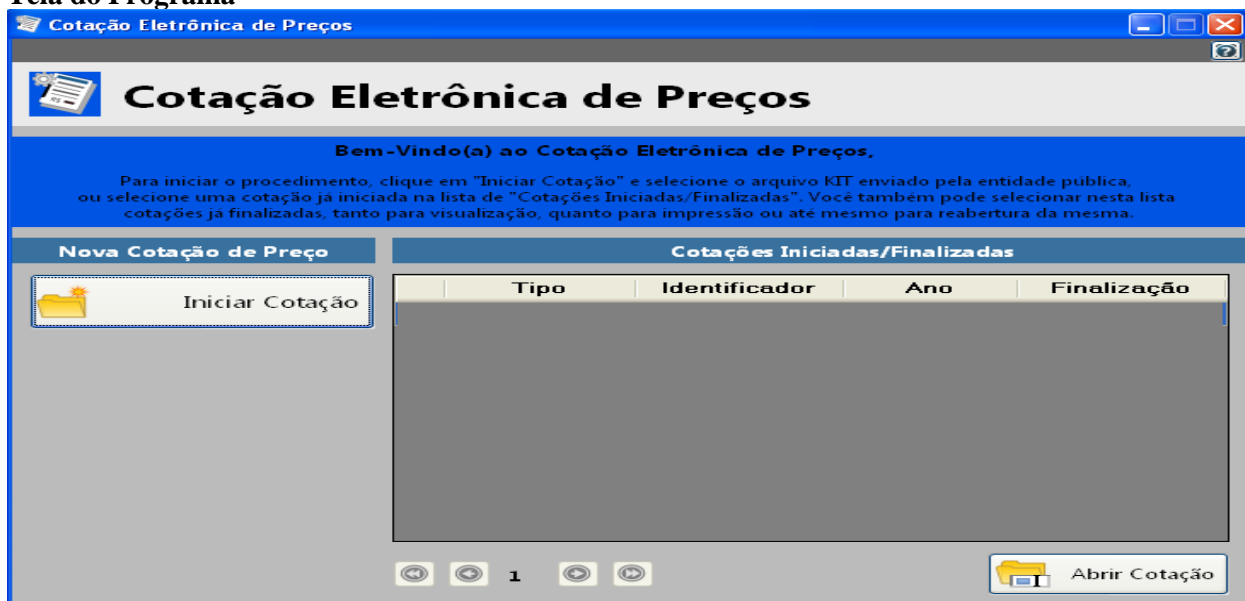 Tela do Programa
Cotação Eletrônica de Preços
Cotação Eletrônica de Preços
Bem-Vindo(a) ao Cotação Eletrônica de Preços,
Para iniciar o procedimento, clique em "Iniciar Cotação" e selecione o arquivo KIT enviado pela entidade pública,
ou selecione uma cotação já iniciada na lista de "Cotações Iniciadas/Finalizadas". Você também pode selecionar nesta lista
cotações já finalizadas, tanto para visualização, quanto para impressão ou até mesmo para reabertura da mesma.
Nova Cotação de Preço
Cotações Iniciadas/Finalizadas
Iniciar Cotação
Tipo Identificador Ano Finalização
1
Abrir Cotação